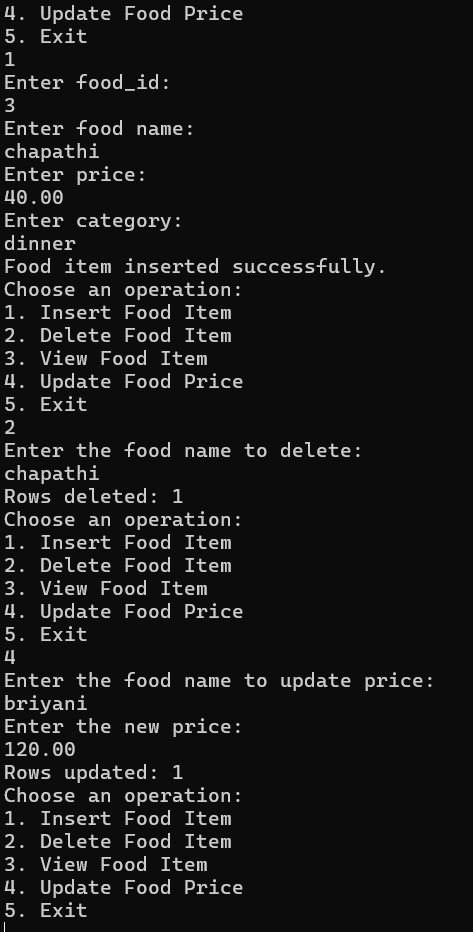 4. Update Food Price
5. Exit
1
Enter food_id:
3
Enter food name:
chapathi
Enter price:
40.00
Enter category:
dinner
Food item inserted successfully.
Choose an operation:
1. Insert Food Item
2. Delete Food Item
3. View Food Item
4. Update Food Price
5. Exit
2
Enter the food name to delete:
chapathi
Rows deleted: 1
Choose an operation:
1. Insert Food Item
2. Delete Food Item
3. View Food Item
4. Update Food Price
5. Exit
4
Enter the food name to update price:
briyani
Enter the new price:
120.00
Rows updated: 1
Choose an operation:
1. Insert Food Item
2. Delete Food Item
3. View Food Item
4. Update Food Price
5. Exit